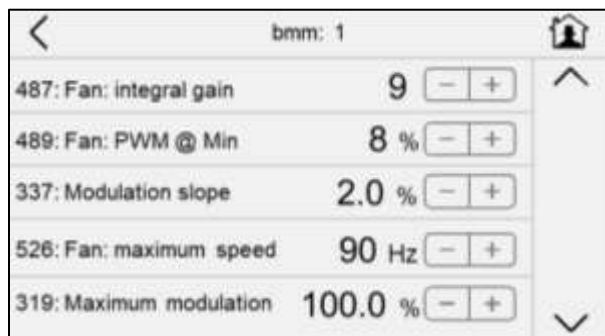 bmm: 1
487: Fan: integral gain 9 - +
489: Fan: PWM @ Min 8 % - +
337: Modulation slope 2.0 % - +
526: Fan: maximum speed 90 Hz - +
319: Maximum modulation 100.0 % - +